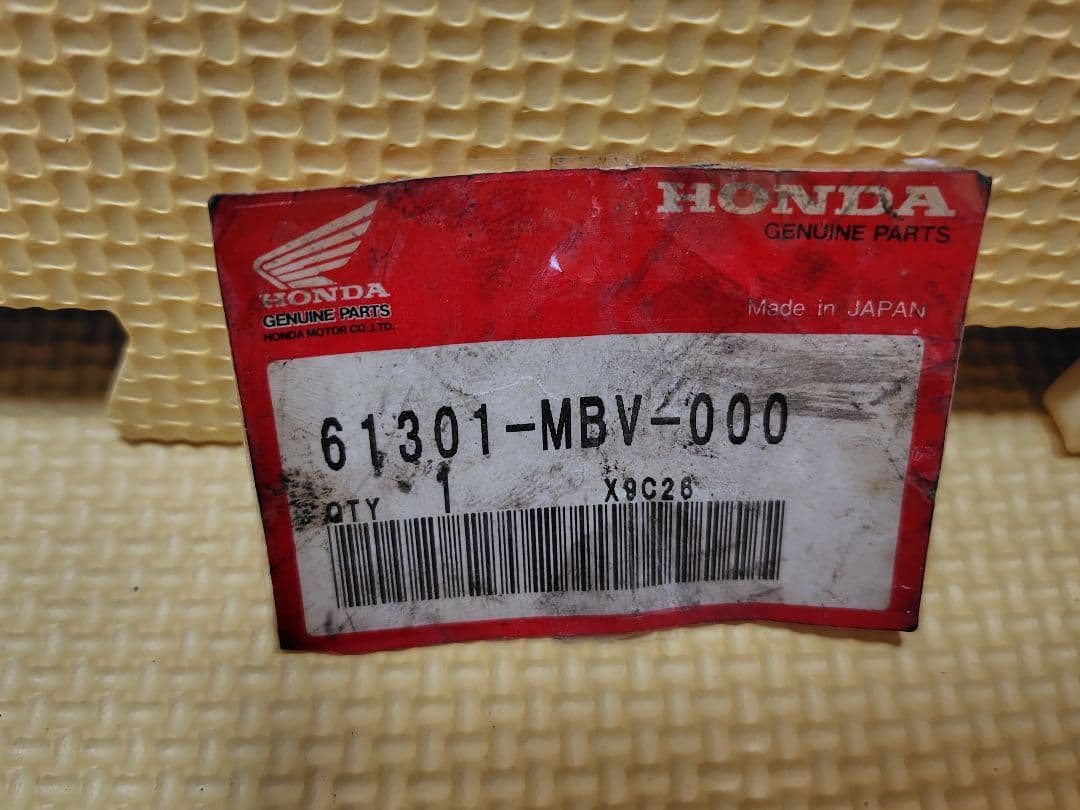 HONDA
GENUINE PARTS
HONDA
GENUINE PARTS
HONDA MOTOR CO., LTD.
Made in JAPAN
61301-MBV-000
QTY 1 X9C26